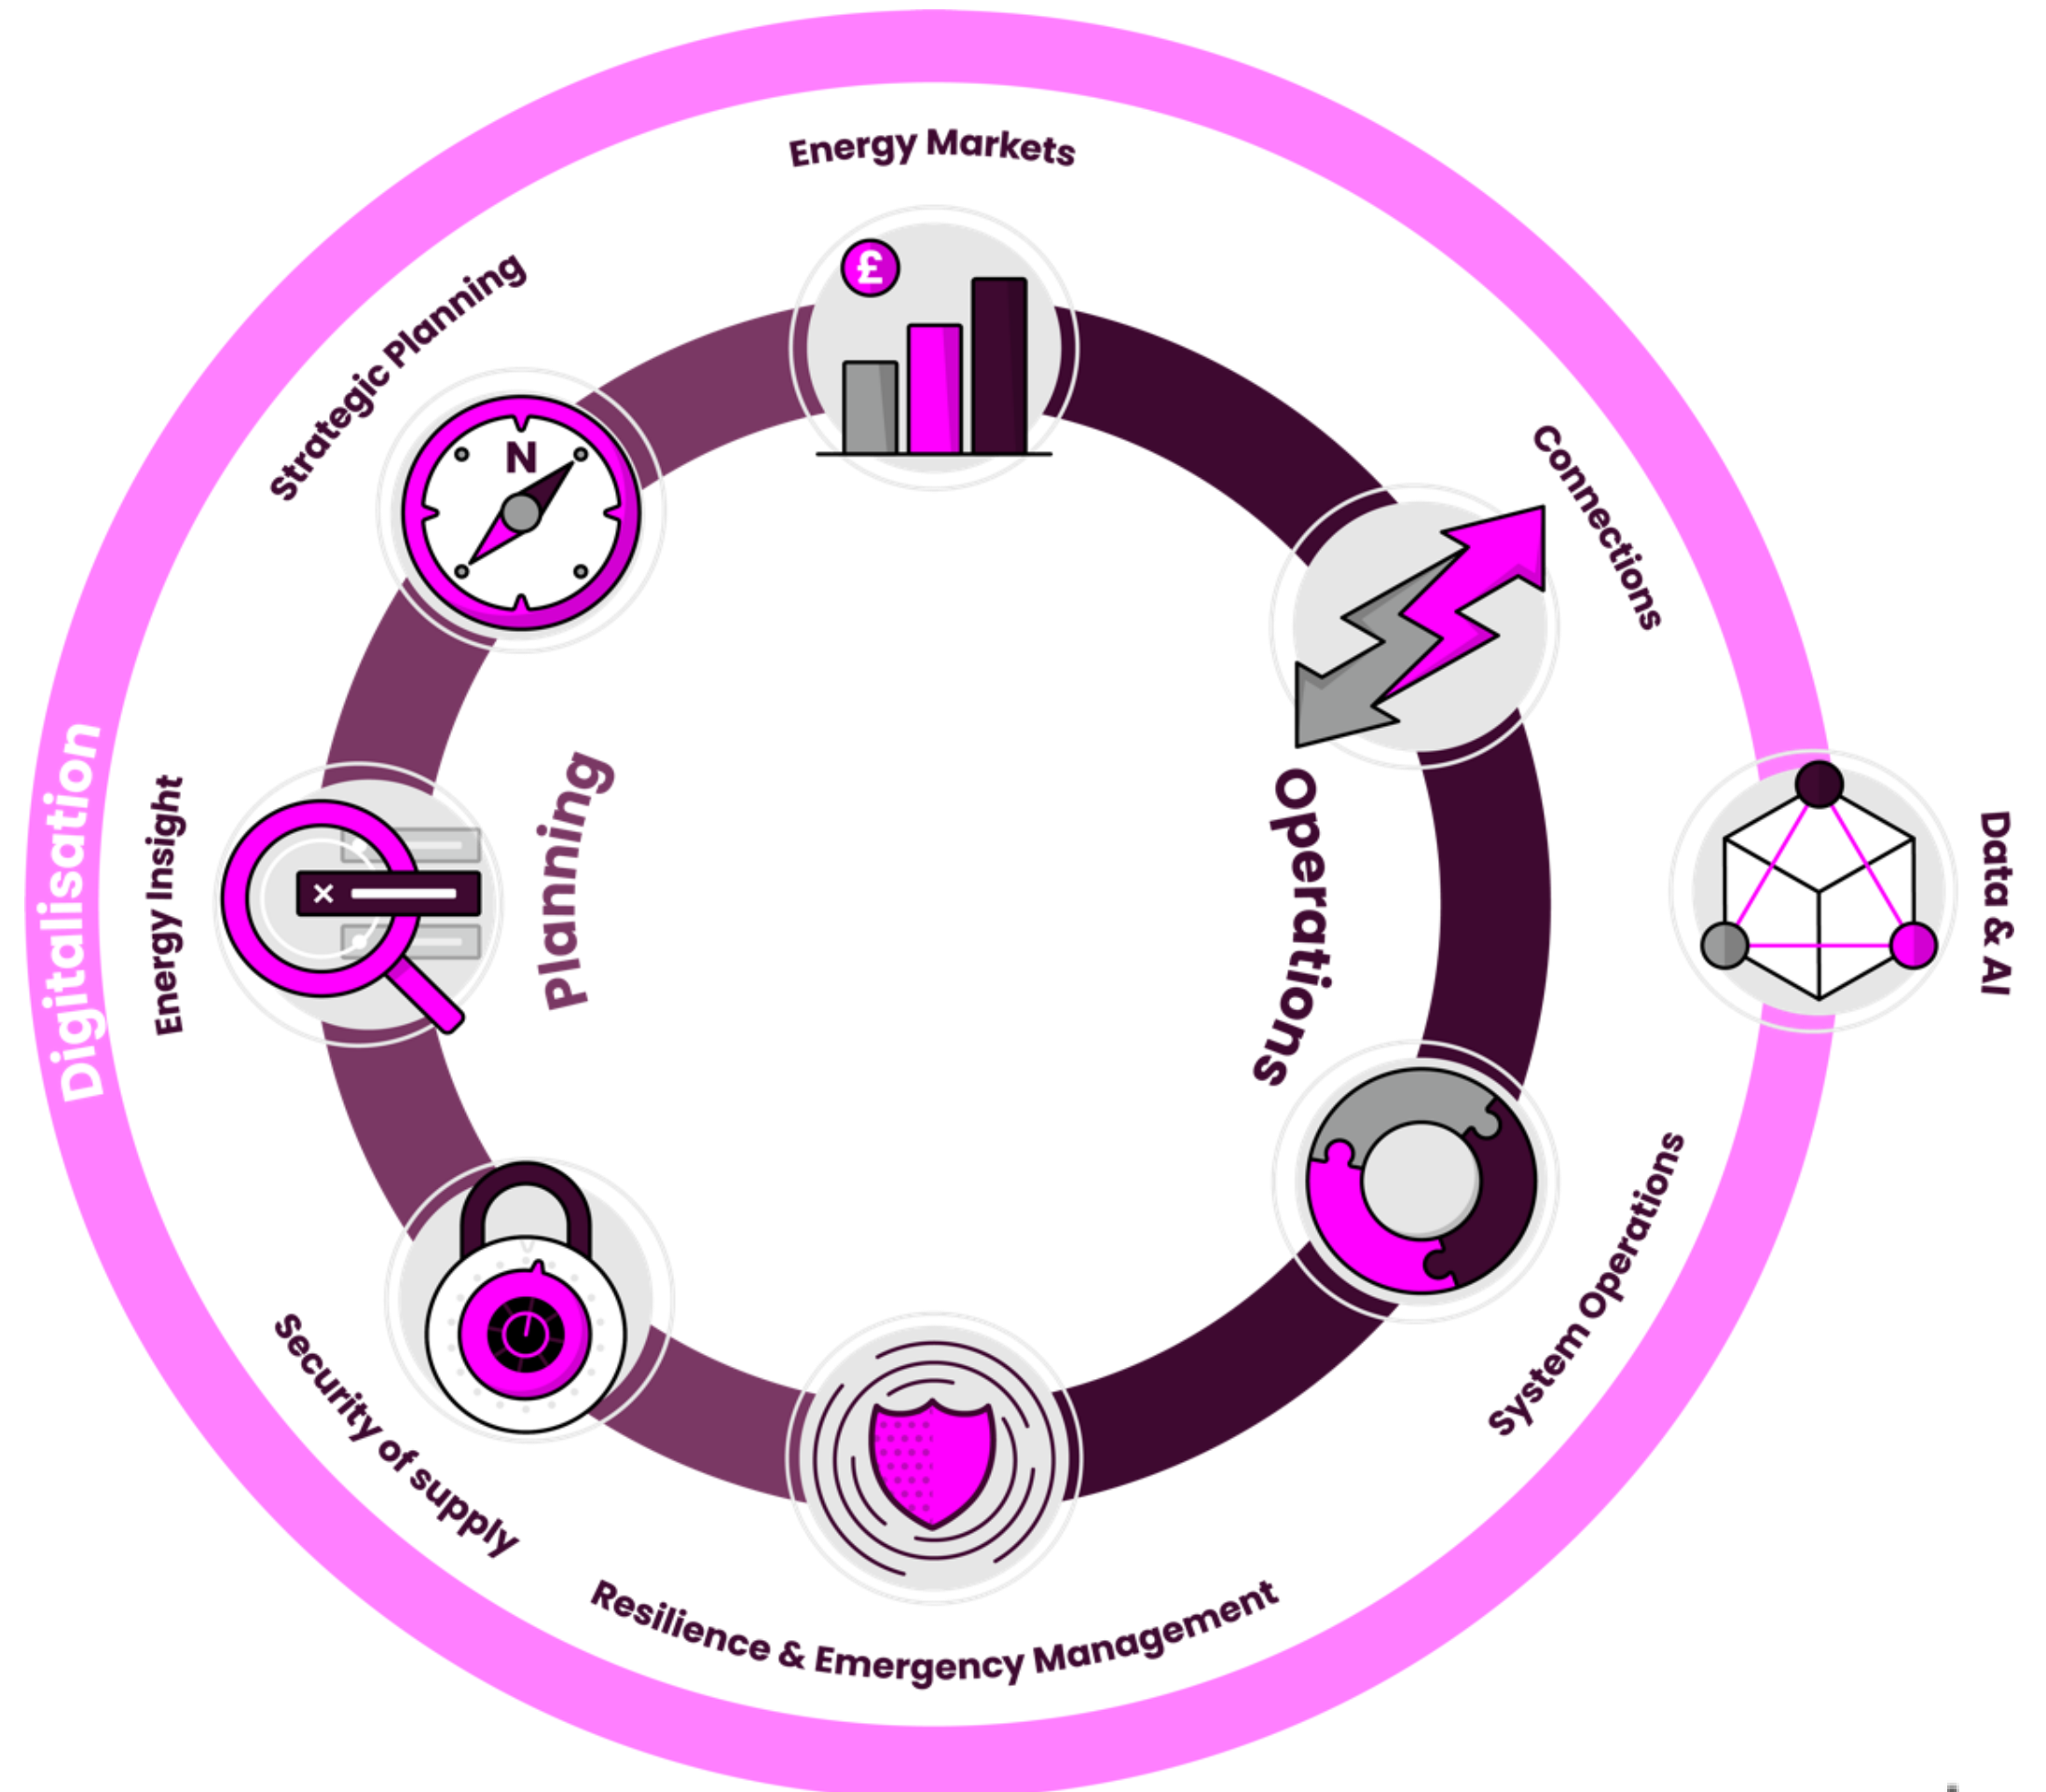 Energy Markets
Strategic Planning
£
N
Connections
Digitalisation
Energy Insight
Planning
Operations
Data & AI
System Operations
Security of supply
Resilience & Emergency Management